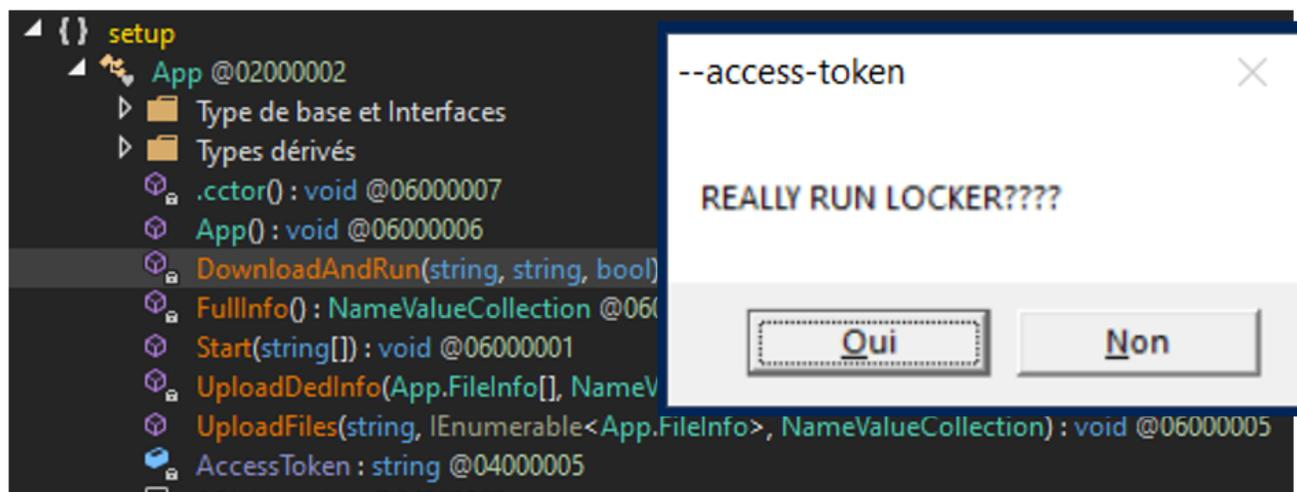 { } setup
App @02000002
Type de base et Interfaces
Types dérivés
.cctor() : void @06000007
App() : void @06000006
DownloadAndRun(string, string, bool)
FullInfo() : NameValueCollection @060
Start(string[]) : void @06000001
UploadDedInfo(App.FileInfo[], NameV
UploadFiles(string, IEnumerable<App.FileInfo>, NameValueCollection) : void @06000005
AccessToken : string @04000005
--access-token
REALLY RUN LOCKER????
Oui
Non